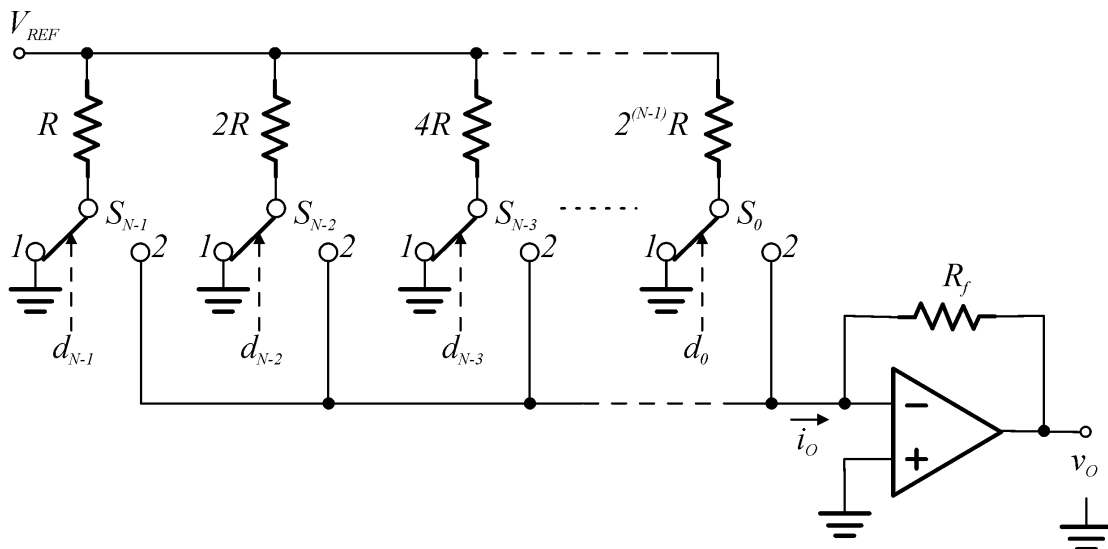 V_REF
R 2R 4R 2^(N-1)R
S_N-1 S_N-2 S_N-3 ....... S_0
1 2 1 2 1 2 1 2
R_f
d_N-1 d_N-2 d_N-3 d_0
−
i_O
+
v_O